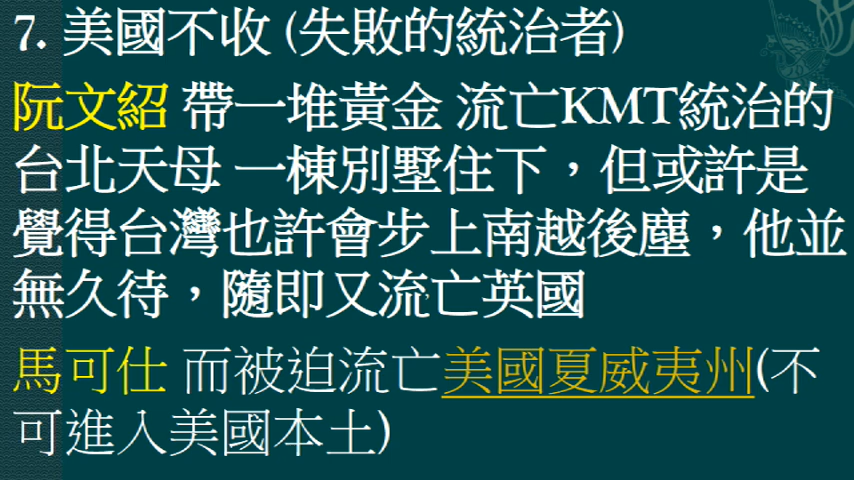 7. 美國不收 (失敗的統治者)
阮文紹 帶一堆黃金 流亡KMT統治的
台北天母 一棟別墅住下，但或許是
覺得台灣也許會步上南越後塵，他並
無久待，隨即又流亡英國
馬可仕 而被迫流亡美國夏威夷州(不
可進入美國本土)